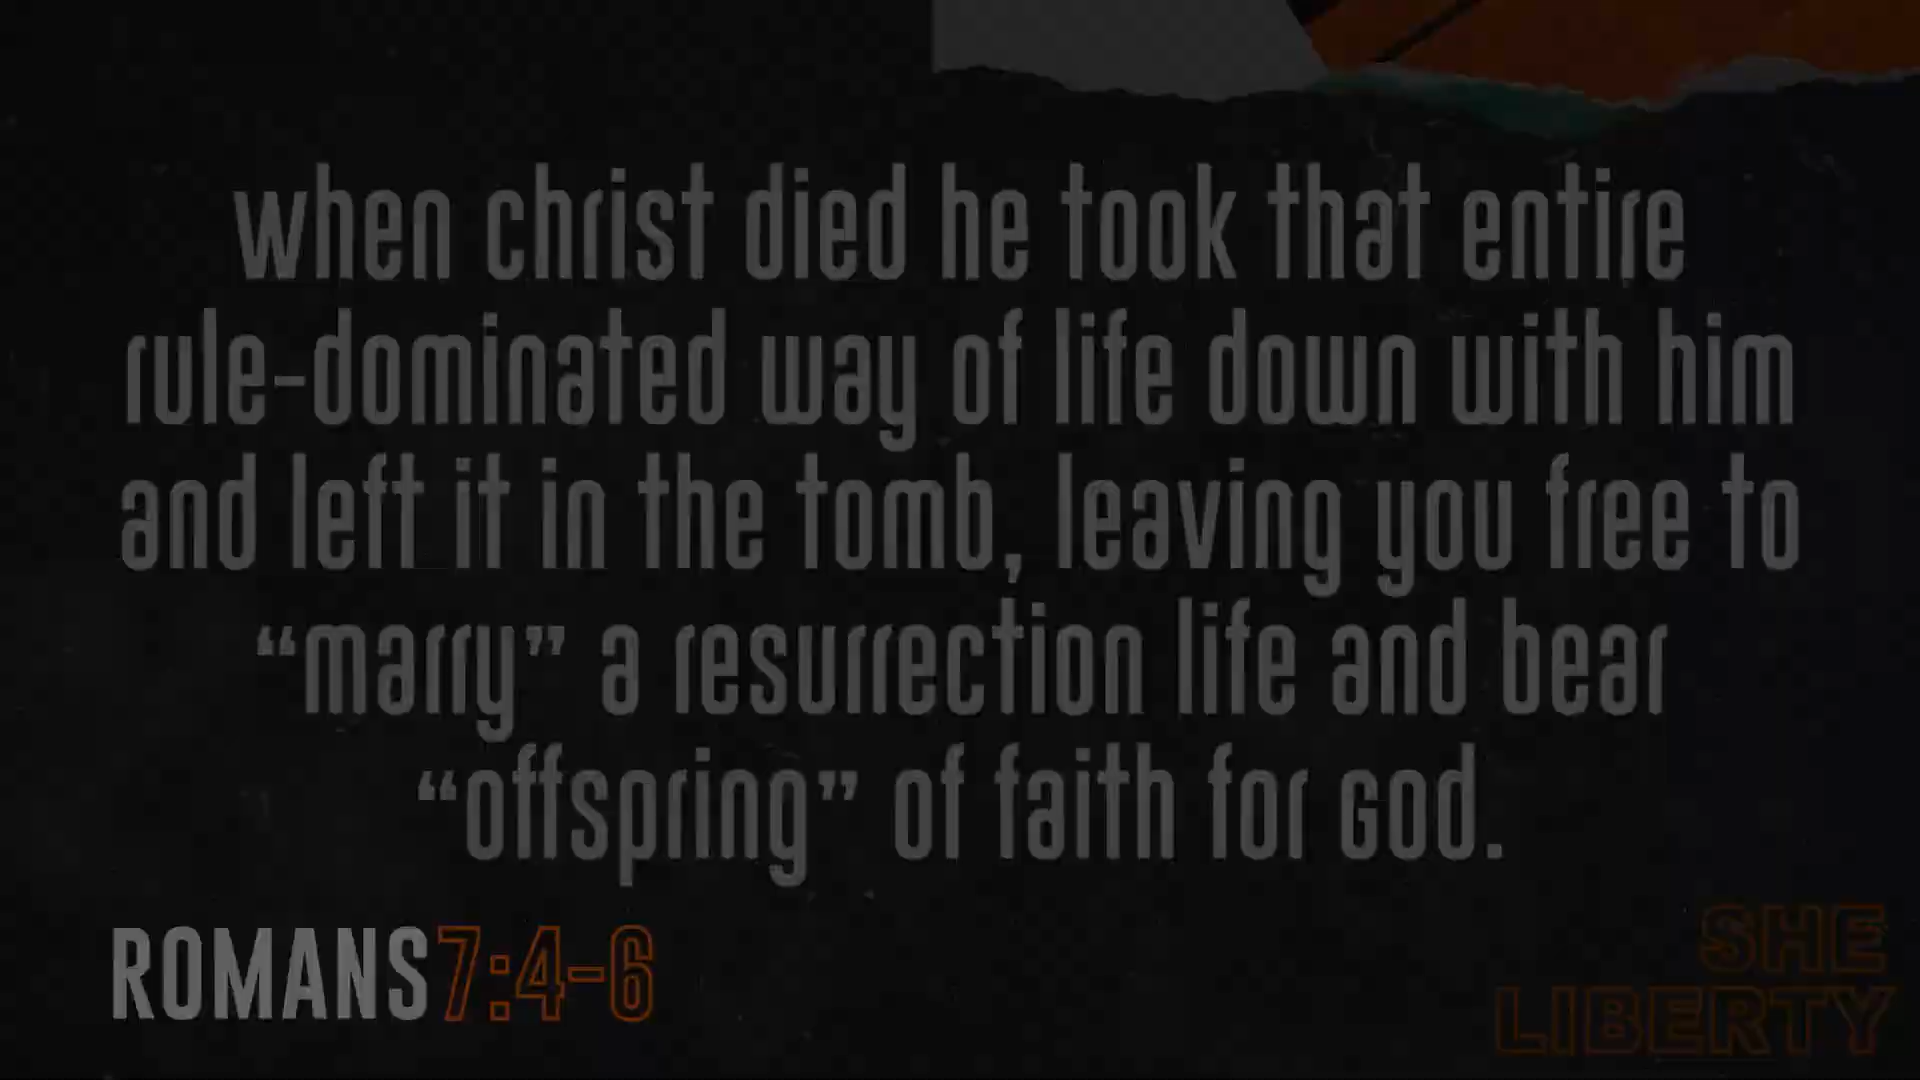 when christ died he took that entire
rule-dominated way of life down with him
and left it in the tomb, leaving you free to
“marry” a resurrection life and bear
“offspring” of faith for God.
ROMANS 7:4-6
SHE
LIBERTY